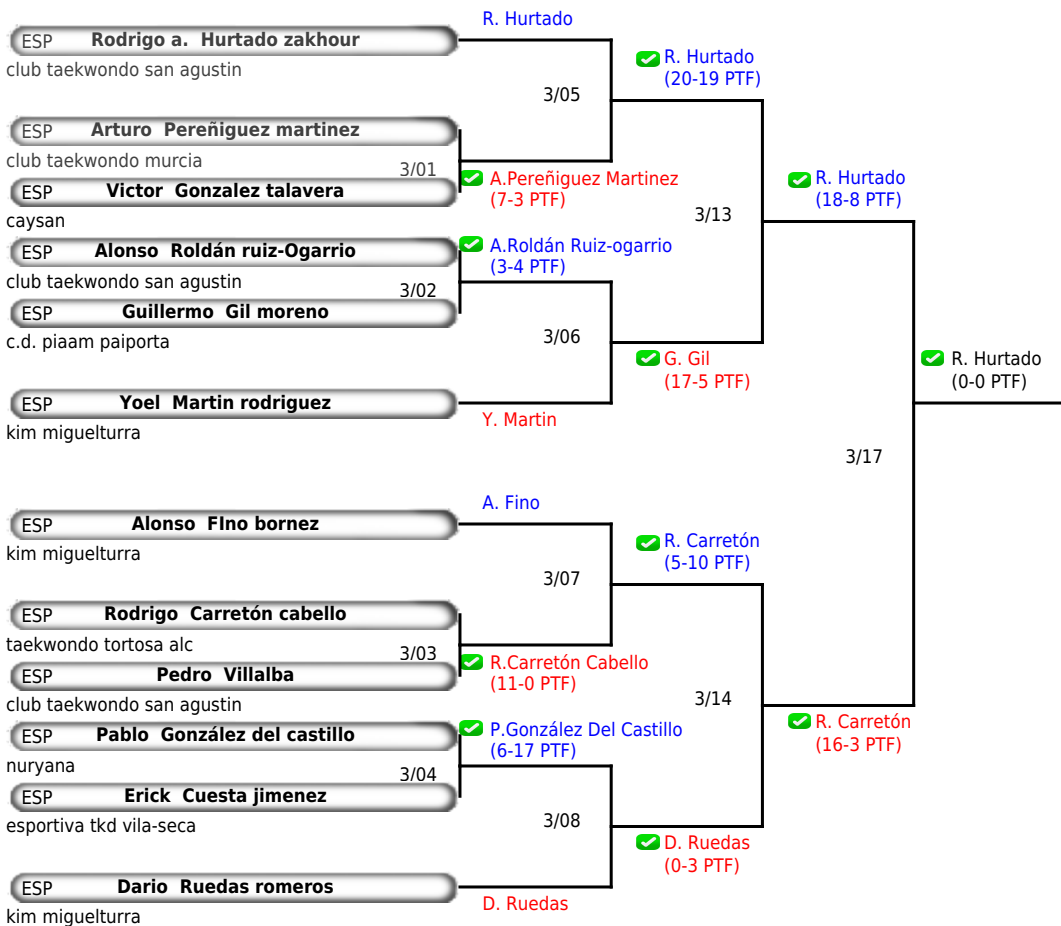 R. Hurtado
ESP Rodrigo a. Hurtado zakhour
club taekwondo san agustin
R. Hurtado
(20-19 PTF)
3/05
ESP Arturo Pereñiguez martinez
club taekwondo murcia
3/01
A.Pereñiguez Martinez
(7-3 PTF)
ESP Victor Gonzalez talavera
caysan
R. Hurtado
(18-8 PTF)
3/13
ESP Alonso Roldán ruiz-Ogarrio
club taekwondo san agustin
A.Roldán Ruiz-ogarrio
(3-4 PTF)
3/02
ESP Guillermo Gil moreno
c.d. piaam paiporta
3/06
G. Gil
(17-5 PTF)
R. Hurtado
(0-0 PTF)
ESP Yoel Martin rodriguez
kim miguelturra
Y. Martin
3/17
A. Fino
ESP Alonso FIno bornez
kim miguelturra
R. Carretón
(5-10 PTF)
3/07
ESP Rodrigo Carretón cabello
taekwondo tortosa alc
3/03
R.Carretón Cabello
(11-0 PTF)
ESP Pedro Villalba
club taekwondo san agustin
3/14
R. Carretón
(16-3 PTF)
ESP Pablo González del castillo
nuryana
P.González Del Castillo
(6-17 PTF)
3/04
ESP Erick Cuesta jimenez
esportiva tkd vila-seca
3/08
D. Ruedas
(0-3 PTF)
ESP Dario Ruedas romeros
kim miguelturra
D. Ruedas